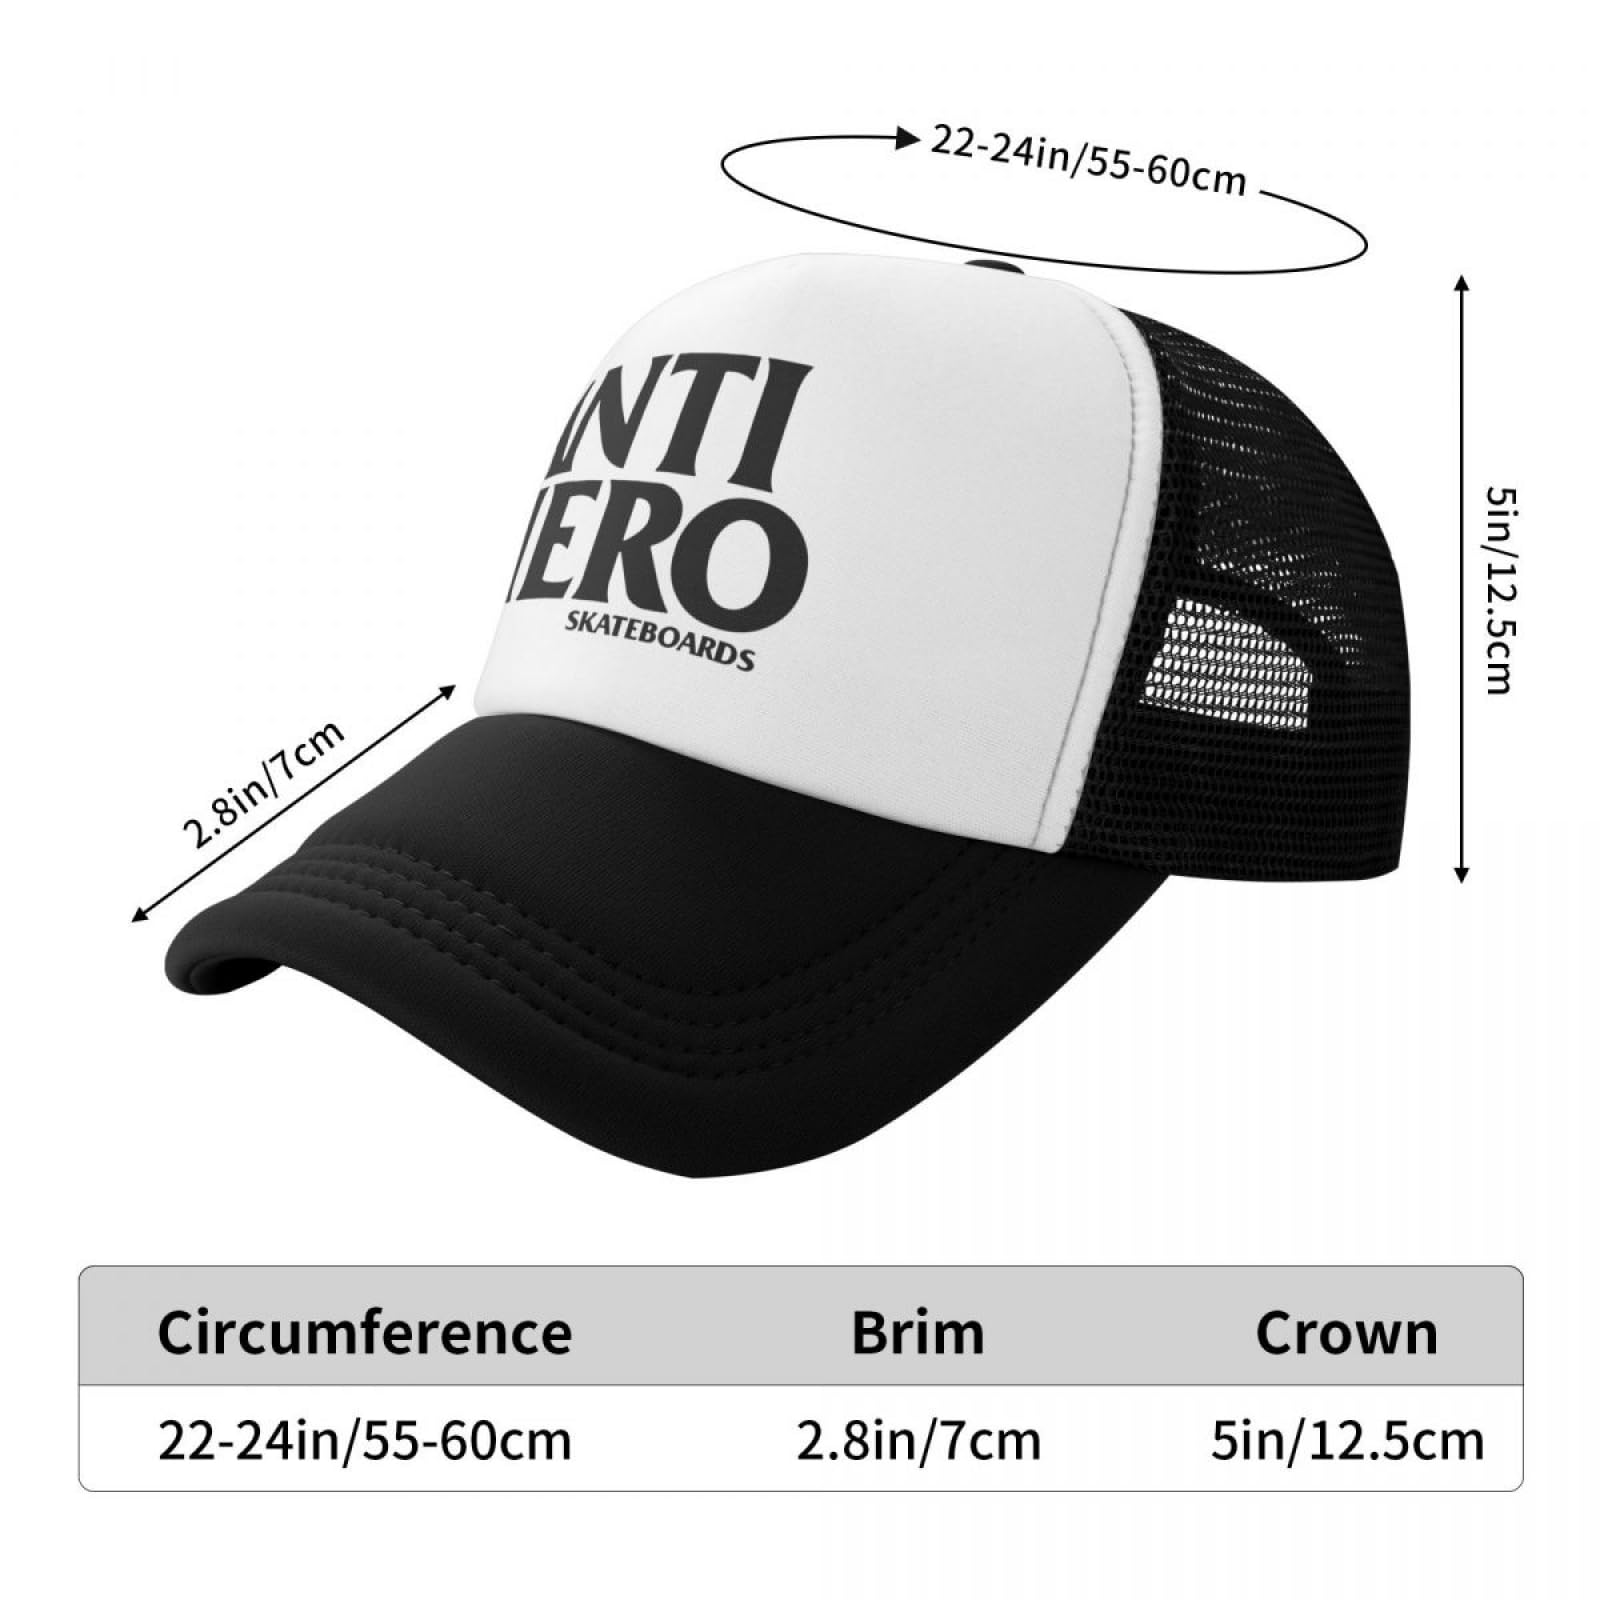 22-24in/55-60cm
NTI
ERO
SKATEBOARDS
2.8in/7cm
5in/12.5cm
Circumference Brim Crown
22-24in/55-60cm 2.8in/7cm 5in/12.5cm